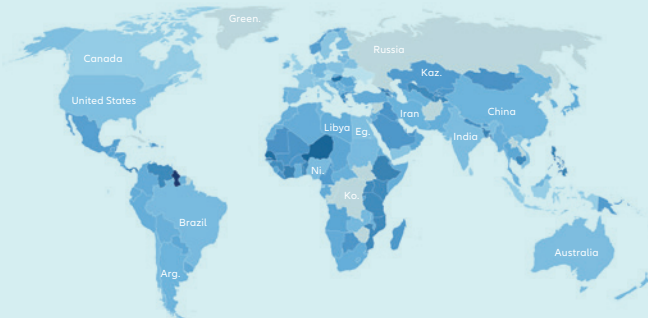 Green.
Canada
Russia
Kaz.
United States
China
Iran
Libya
Eg.
India
Ni.
Ko.
Brazil
Australia
Arg.